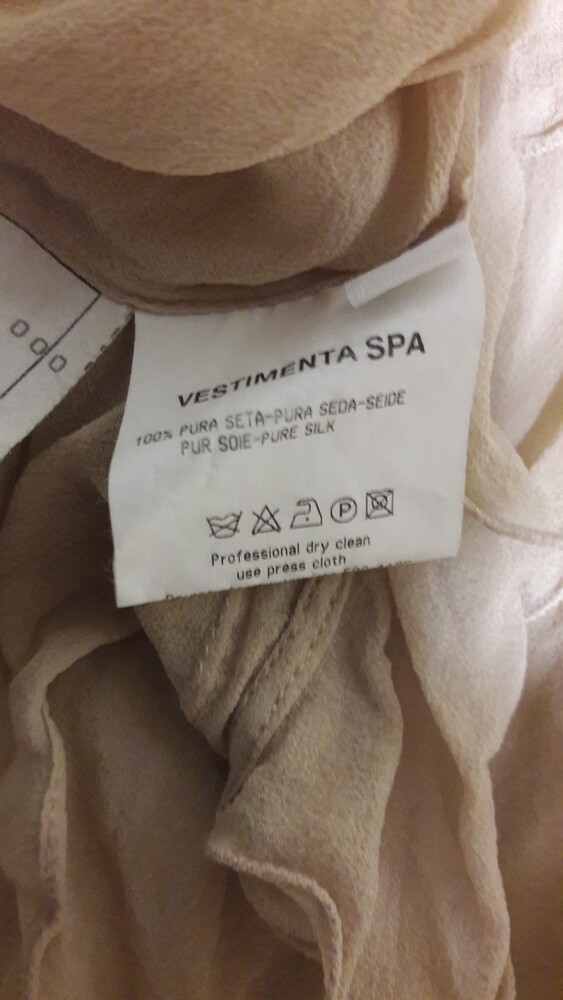 VESTIMENTA SPA
100% PURA SETA-PURA SEDA-SEIDE
PUR SOIE-PURE SILK
P
Professional dry clean
use press cloth